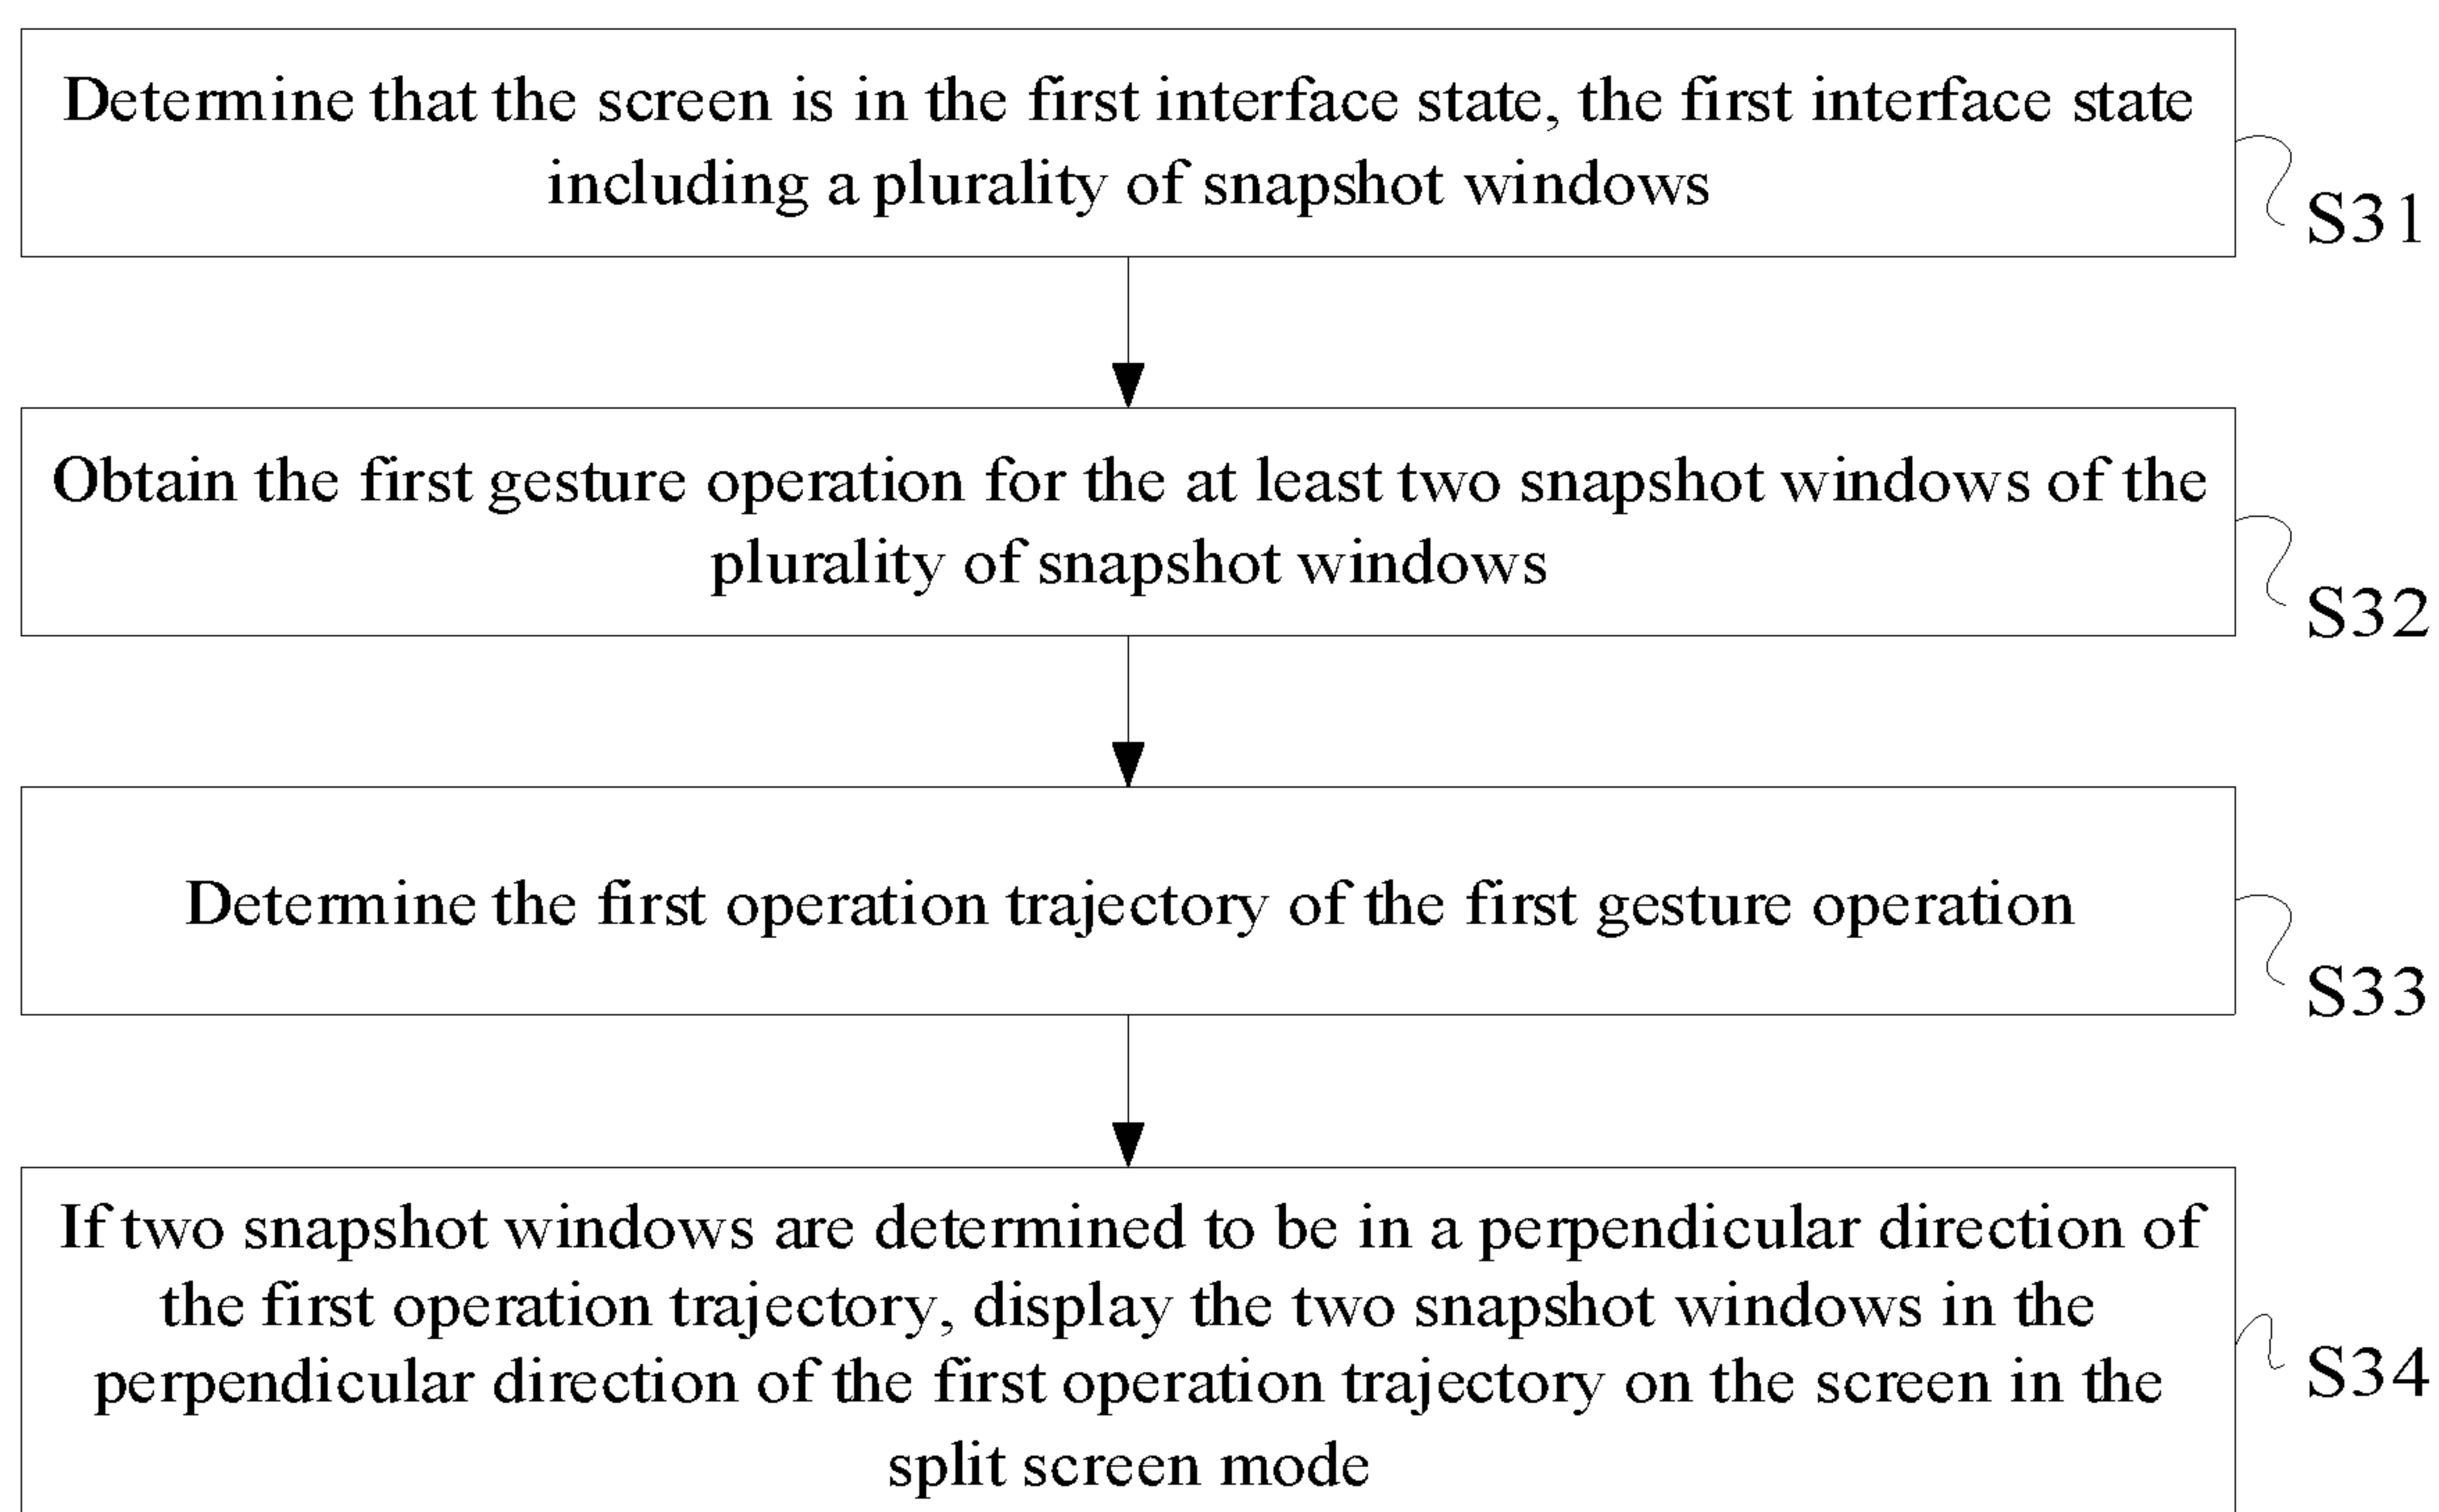 Determine that the screen is in the first interface state, the first interface state
including a plurality of snapshot windows
S31
Obtain the first gesture operation for the at least two snapshot windows of the
plurality of snapshot windows
S32
Determine the first operation trajectory of the first gesture operation
S33
If two snapshot windows are determined to be in a perpendicular direction of
the first operation trajectory, display the two snapshot windows in the
perpendicular direction of the first operation trajectory on the screen in the
split screen mode
S34